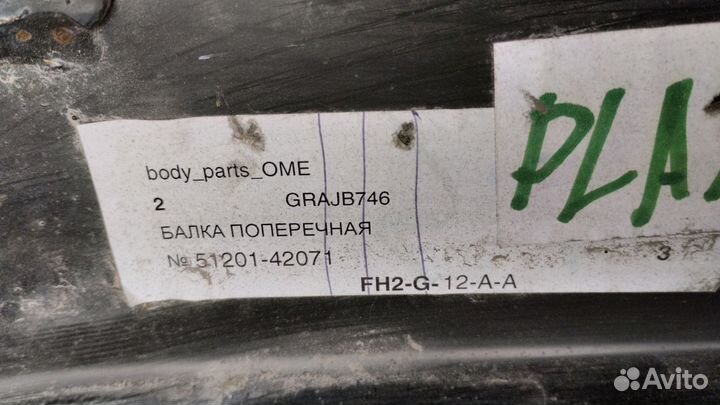 body_parts_OME
2 GRAJB746
БАЛКА ПОПЕРЕЧНАЯ
№ 51201-42071
3
FH2-G-12-A-A
PLA
Avito